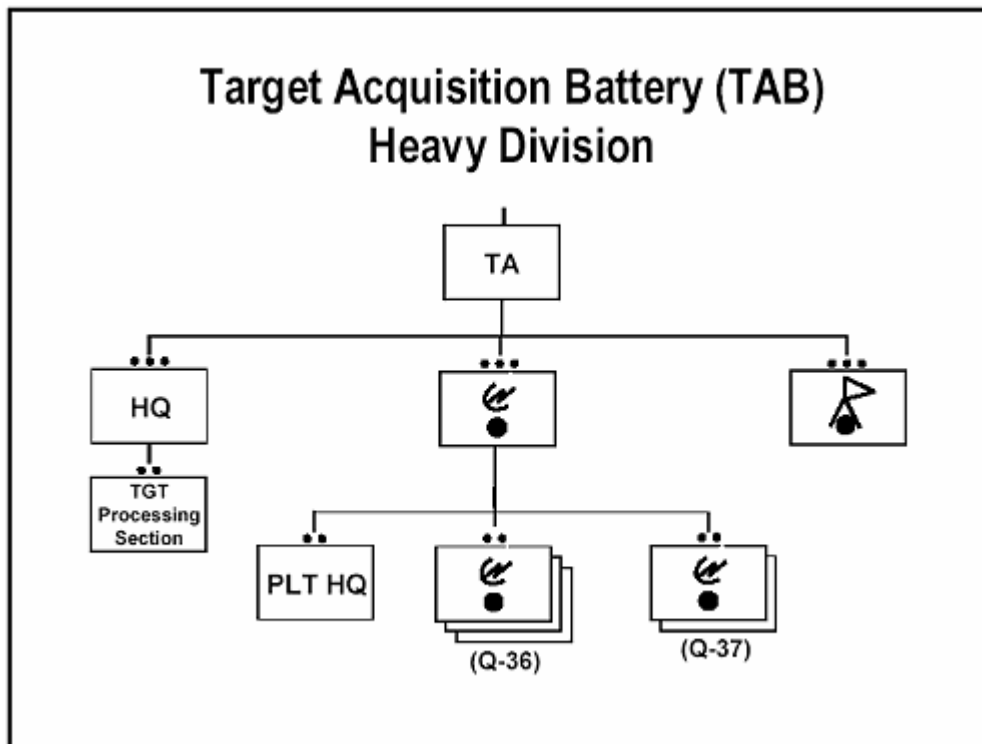 Target Acquisition Battery (TAB)
Heavy Division
TA
HQ
TGT
Processing
Section
PLT HQ
(Q-36)
(Q-37)